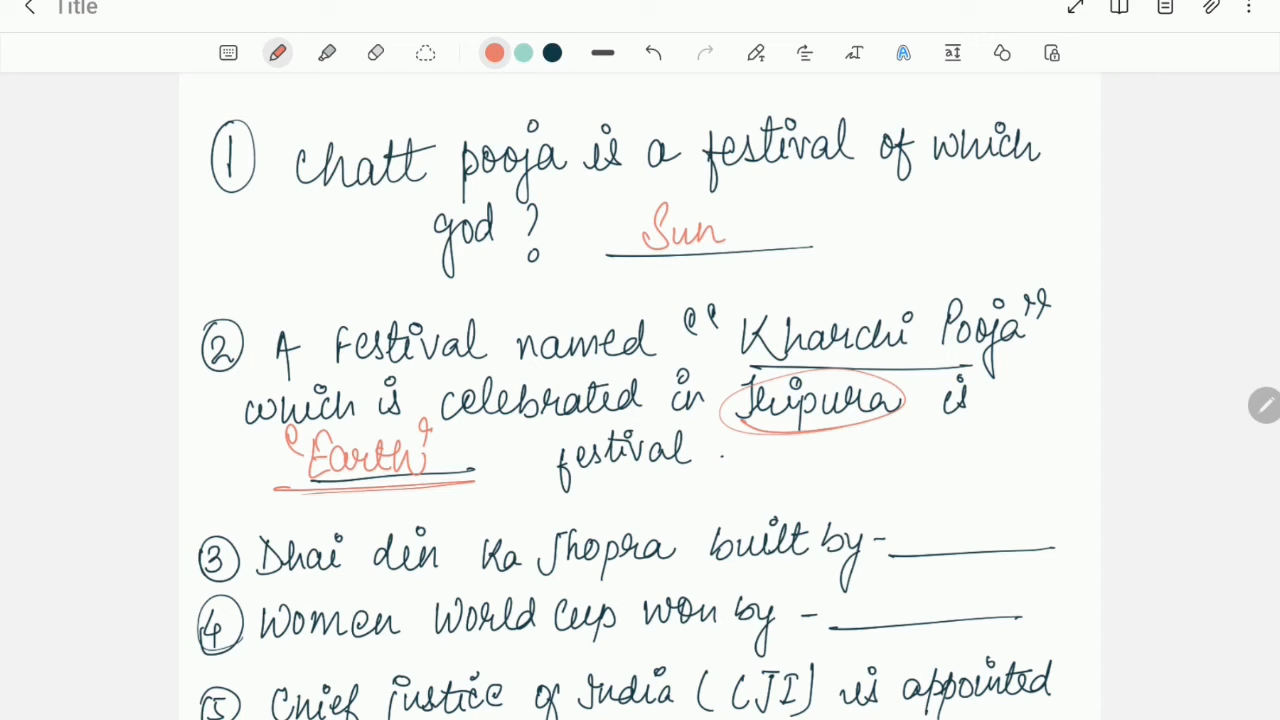 Title
① Chatt pooja is a festival of which
god ? Sun
② A festival named "Kharchi Pooja"
which is celebrated in Tripura is
"Earth" festival .
③ Dhai din Ka Jhopra built by -
④ Women World Cup won by -
⑤ Chief justice of India (CJI) is appointed